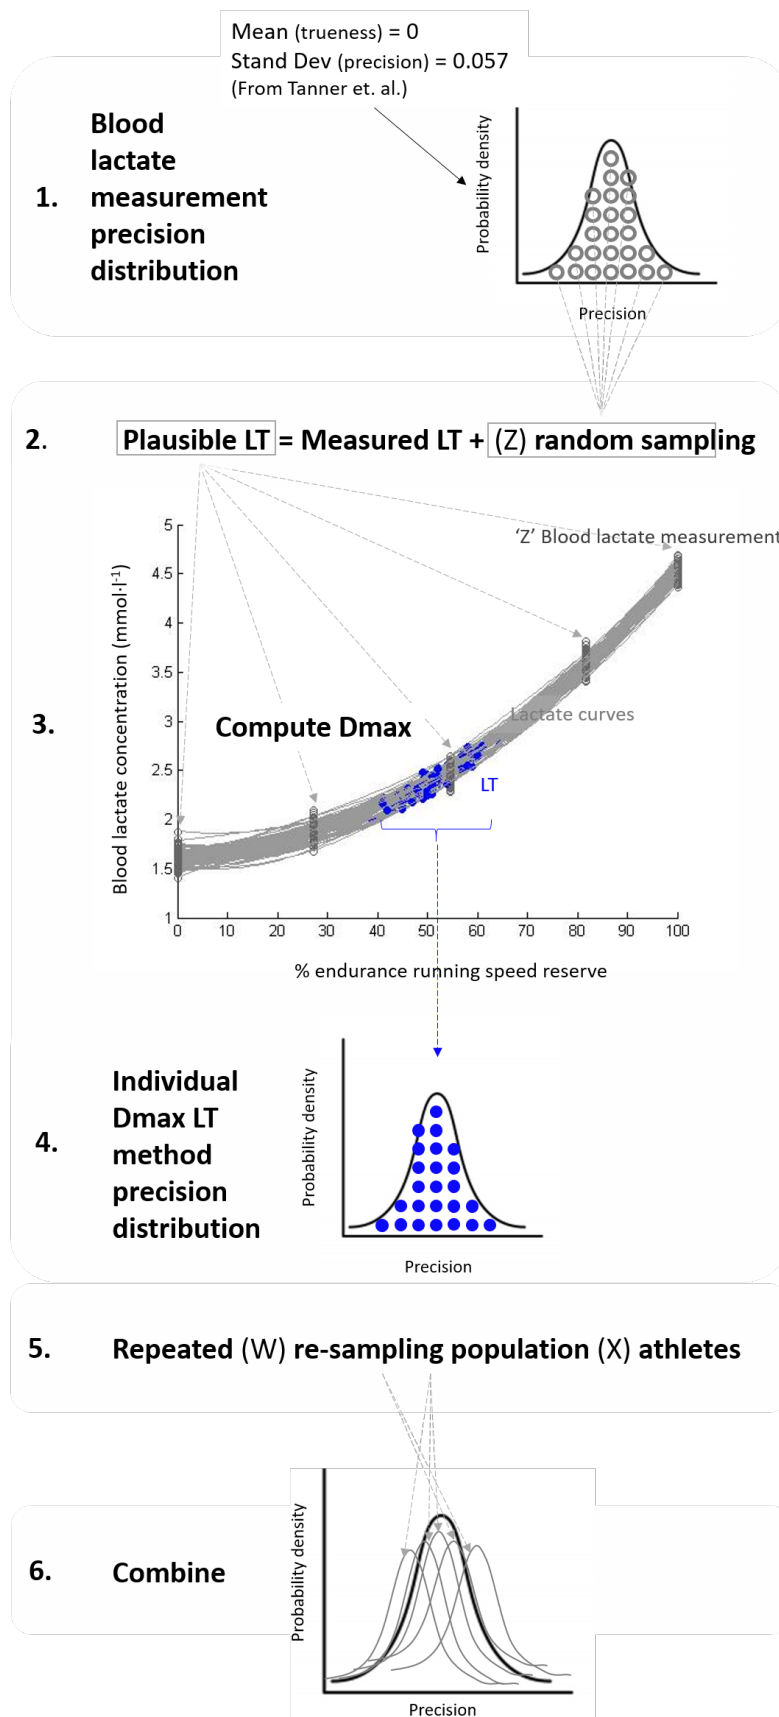 Mean (trueness) = 0
Stand Dev (precision) = 0.057
(From Tanner et. al.)
1.
Blood
lactate
measurement
precision
distribution
Probability density
Precision
2.
Plausible LT = Measured LT + (Z) random sampling
3.
'Z' Blood lactate measurement
Blood lactate concentration (mmol·l-1)
5
4.5
4
3.5
3
2.5
2
1.5
1
Compute Dmax
Lactate curves
LT
0 10 20 30 40 50 60 70 80 90 100
% endurance running speed reserve
4.
Individual
Dmax LT
method
precision
distribution
Probability density
Precision
5.
Repeated (W) re-sampling population (X) athletes
6.
Combine
Probability density
Precision